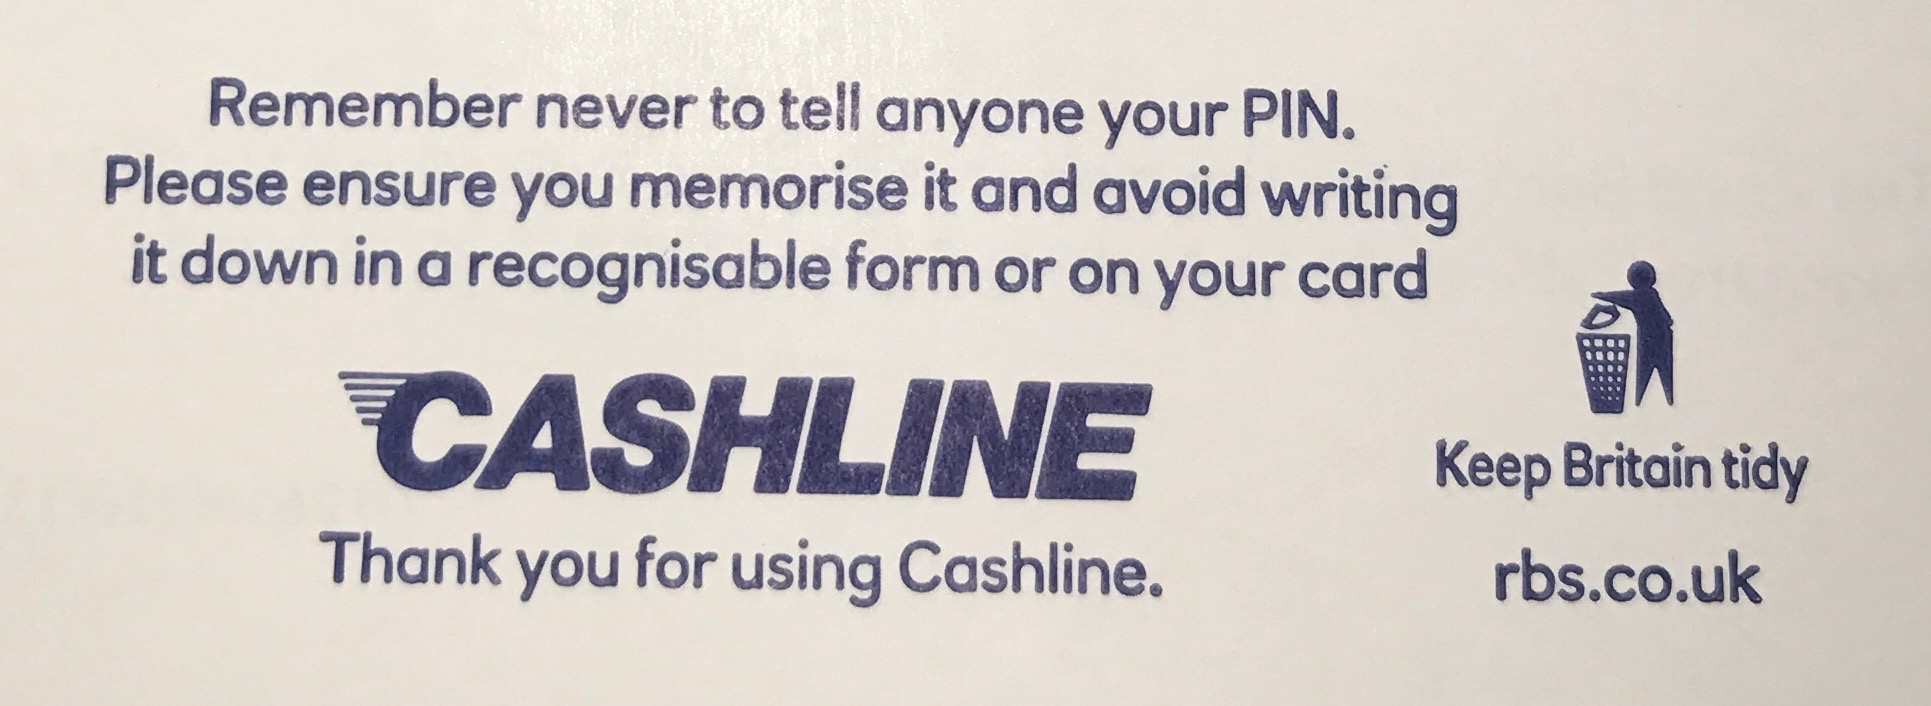 Remember never to tell anyone your PIN.
Please ensure you memorise it and avoid writing
it down in a recognisable form or on your card
CASHLINE
Thank you for using Cashline.
Keep Britain tidy
rbs.co.uk